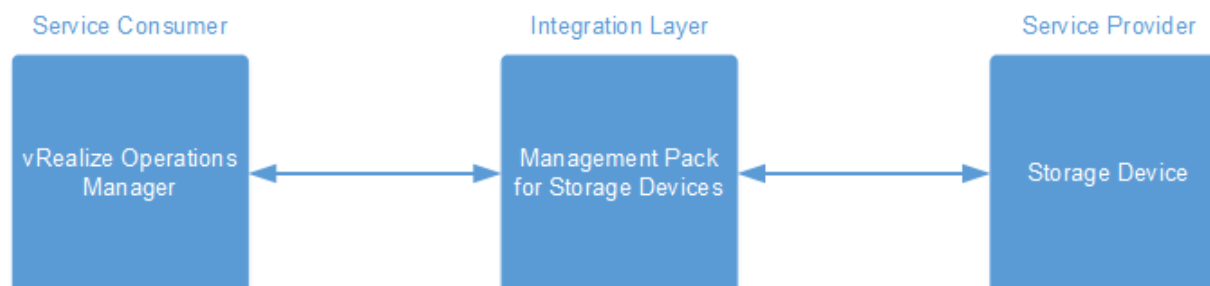 Service Consumer
Integration Layer
Service Provider
vRealize Operations
Manager
Management Pack
for Storage Devices
Storage Device